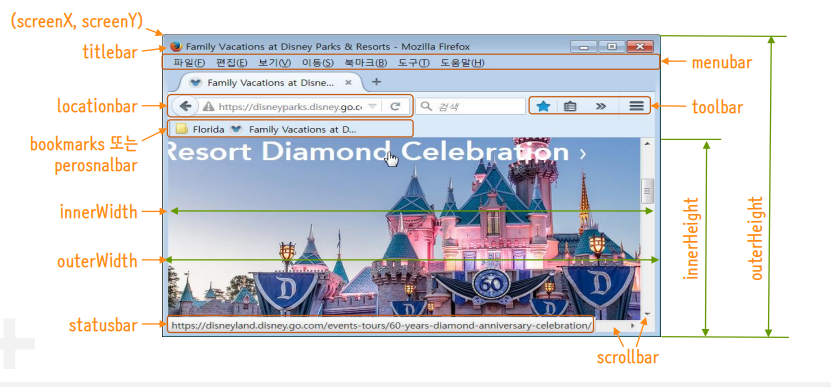 (screenX, screenY)
titlebar
Family Vacations at Disney Parks & Resorts - Mozilla Firefox
파일(F) 편집(E) 보기(V) 이동(S) 북마크(B) 도구(T) 도움말(H)
menubar
Family Vacations at Disne... × +
locationbar
https://disneyparks.disney.go.c
검색
toolbar
Florida Family Vacations at D...
bookmarks 또는
perosnalbar
Resort Diamond Celebration ›
innerWidth
outerWidth
innerHeight
outerHeight
D
60
D
D
statusbar
https://disneyland.disney.go.com/events-tours/60-years-diamond-anniversary-celebration/
scrollbar